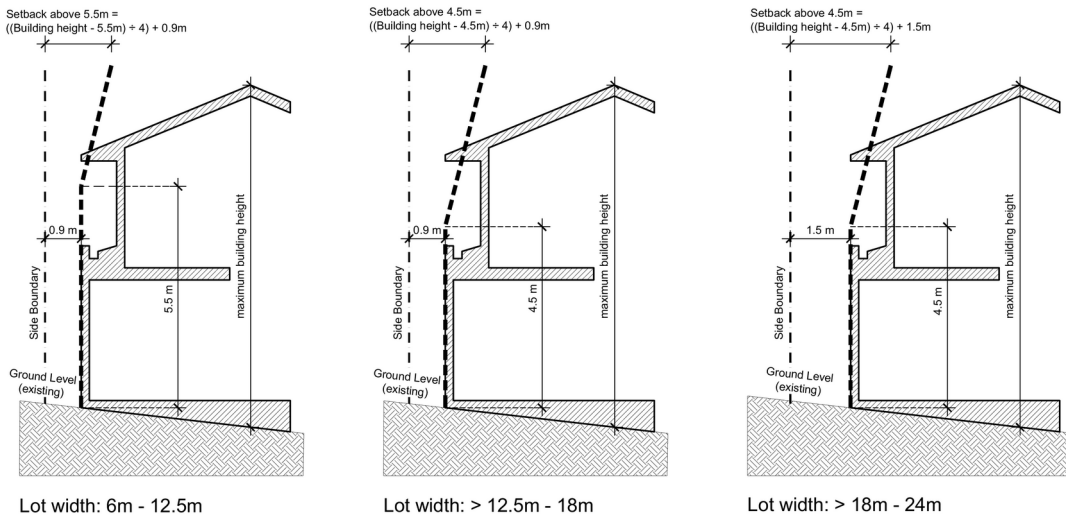 Setback above 5.5m =
((Building height - 5.5m) ÷ 4) + 0.9m
0.9 m
5.5 m
maximum building height
Side Boundary
Ground Level
(existing)
Lot width: 6m - 12.5m
Setback above 4.5m =
((Building height - 4.5m) ÷ 4) + 0.9m
0.9 m
4.5 m
maximum building height
Side Boundary
Ground Level
(existing)
Lot width: > 12.5m - 18m
Setback above 4.5m =
((Building height - 4.5m) ÷ 4) + 1.5m
1.5 m
4.5 m
maximum building height
Side Boundary
Ground Level
(existing)
Lot width: > 18m - 24m